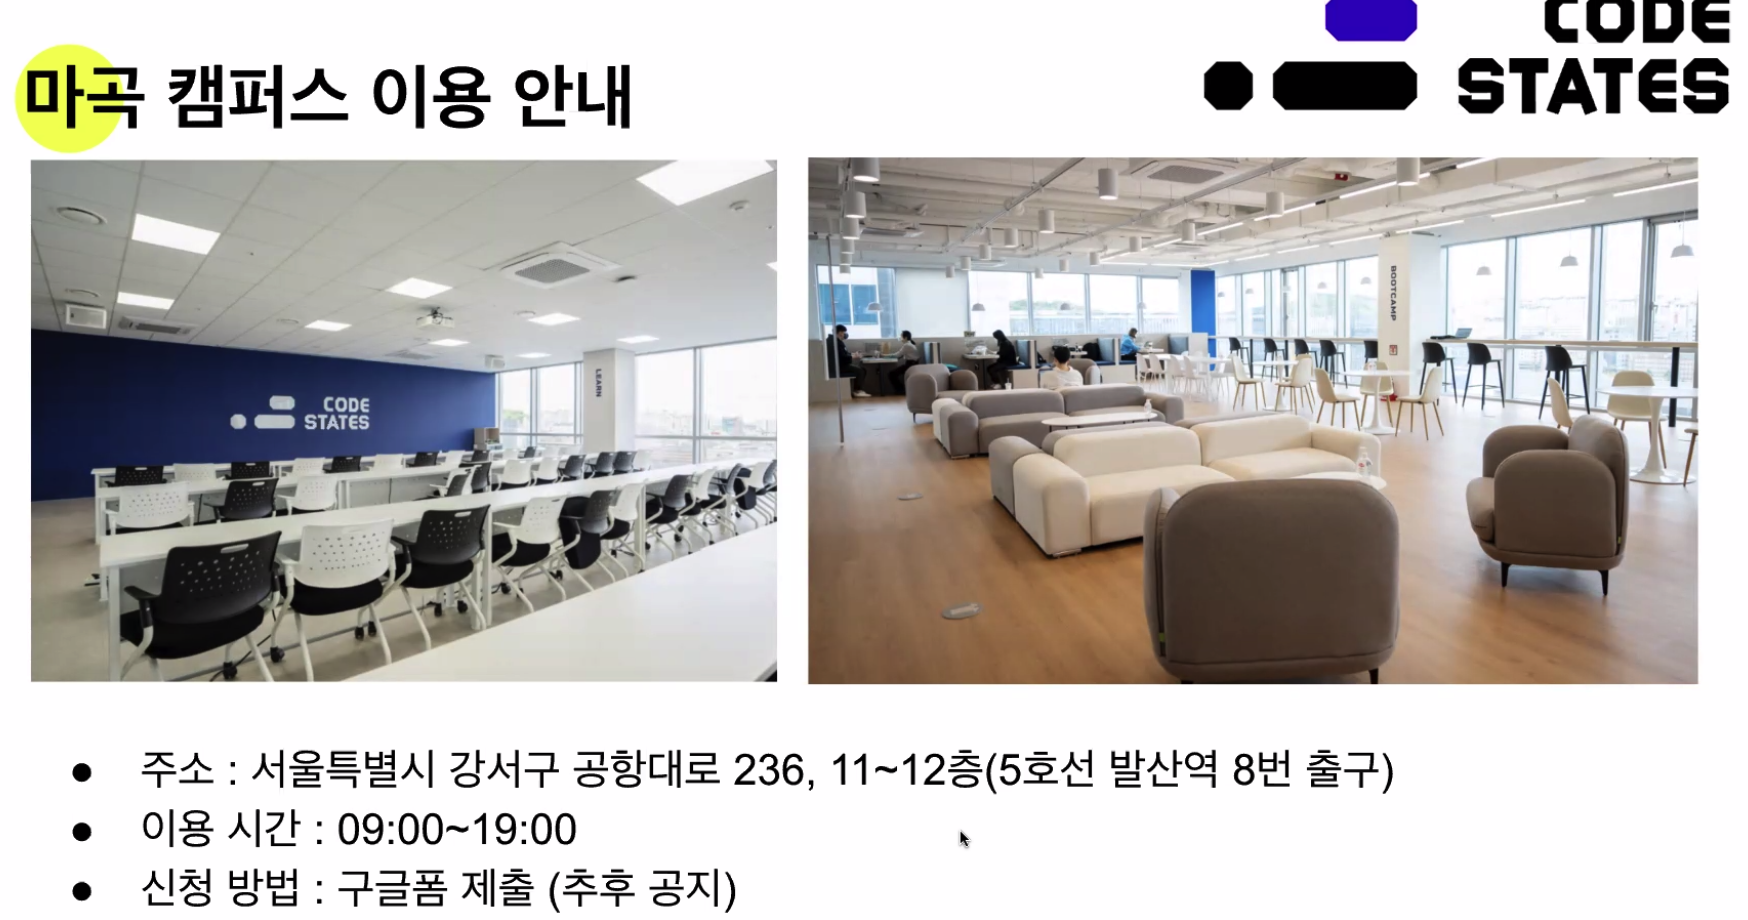 CODE
STATES
마곡 캠퍼스 이용 안내
CODE
STATES
LEARN
BOOTCAMP
● 주소 : 서울특별시 강서구 공항대로 236, 11~12층(5호선 발산역 8번 출구)
● 이용 시간 : 09:00~19:00
● 신청 방법 : 구글폼 제출 (추후 공지)